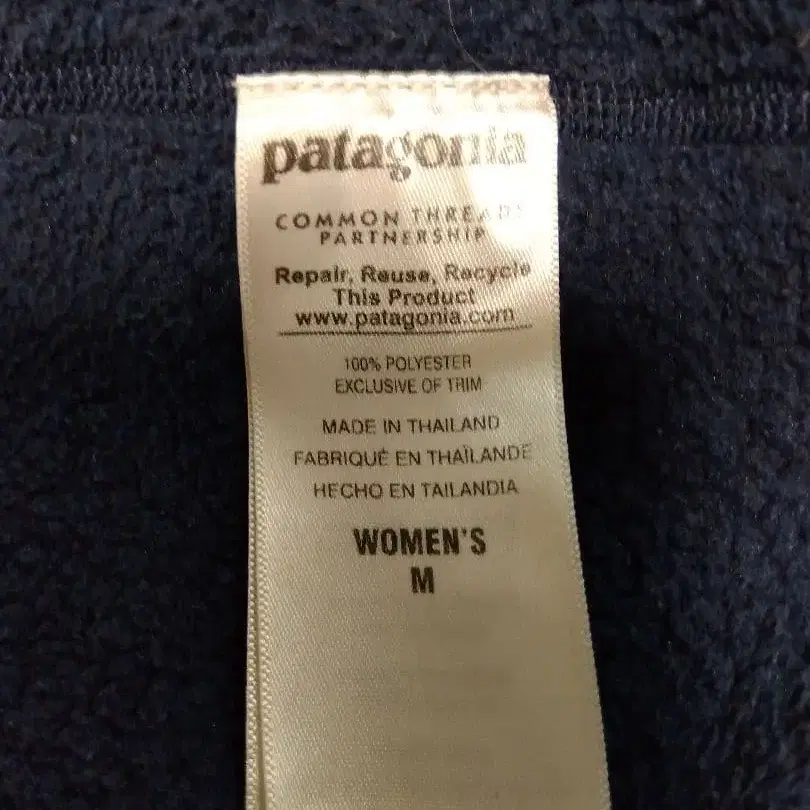 patagonia
COMMON THREADS
PARTNERSHIP
Repair, Reuse, Recycle
This Product
www.patagonia.com
100% POLYESTER
EXCLUSIVE OF TRIM
MADE IN THAILAND
FABRIQUÉ EN THAÏLANDE
HECHO EN TAILANDIA
WOMEN'S
M